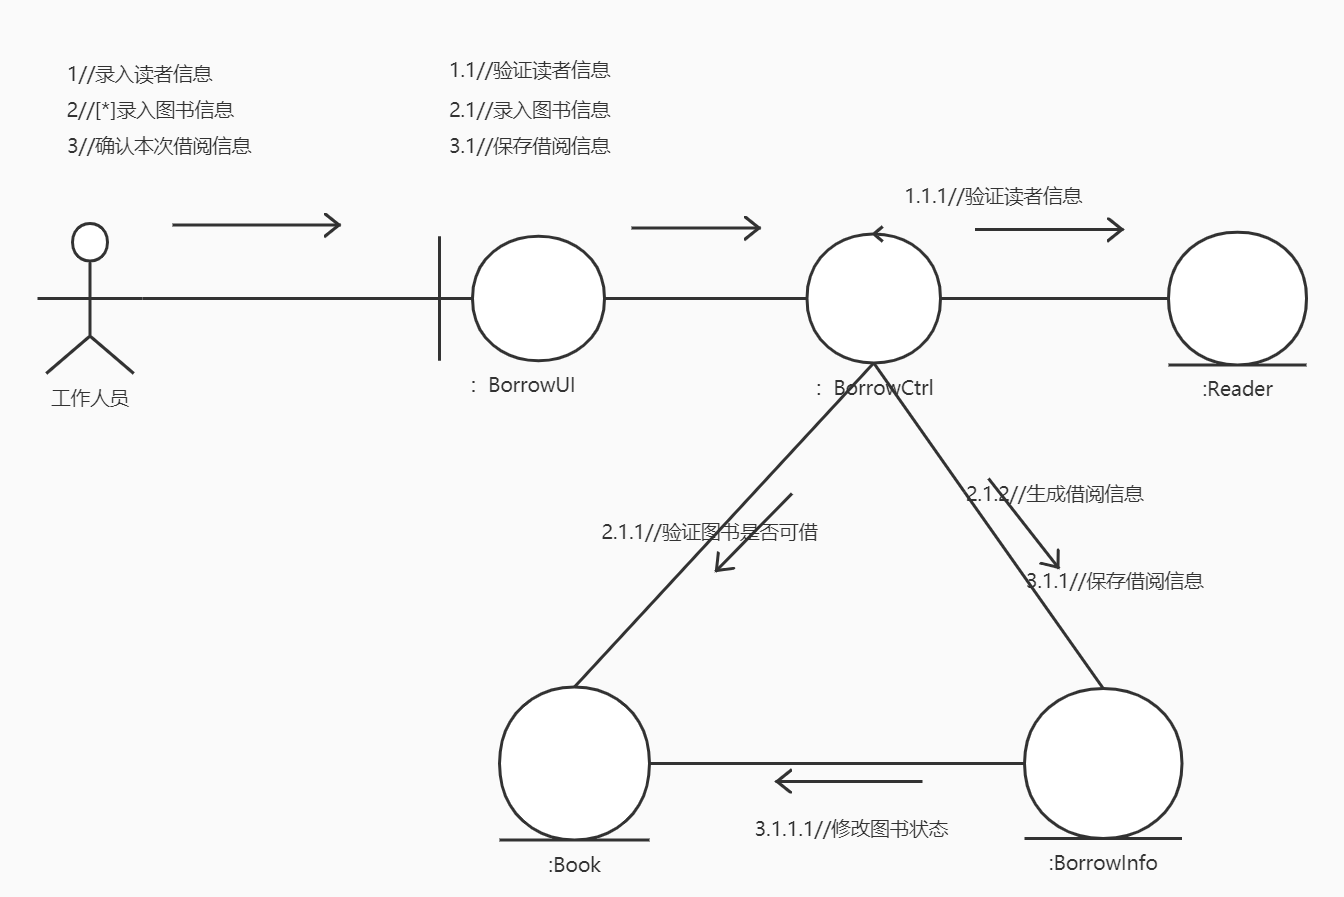 1//录入读者信息
2//[*]录入图书信息
3//确认本次借阅信息
1.1//验证读者信息
2.1//录入图书信息
3.1//保存借阅信息
1.1.1//验证读者信息
工作人员
： BorrowUI
： BorrowCtrl
:Reader
2.1.1//验证图书是否可借
2.1.2//生成借阅信息
3.1.1//保存借阅信息
3.1.1.1//修改图书状态
:Book
:BorrowInfo